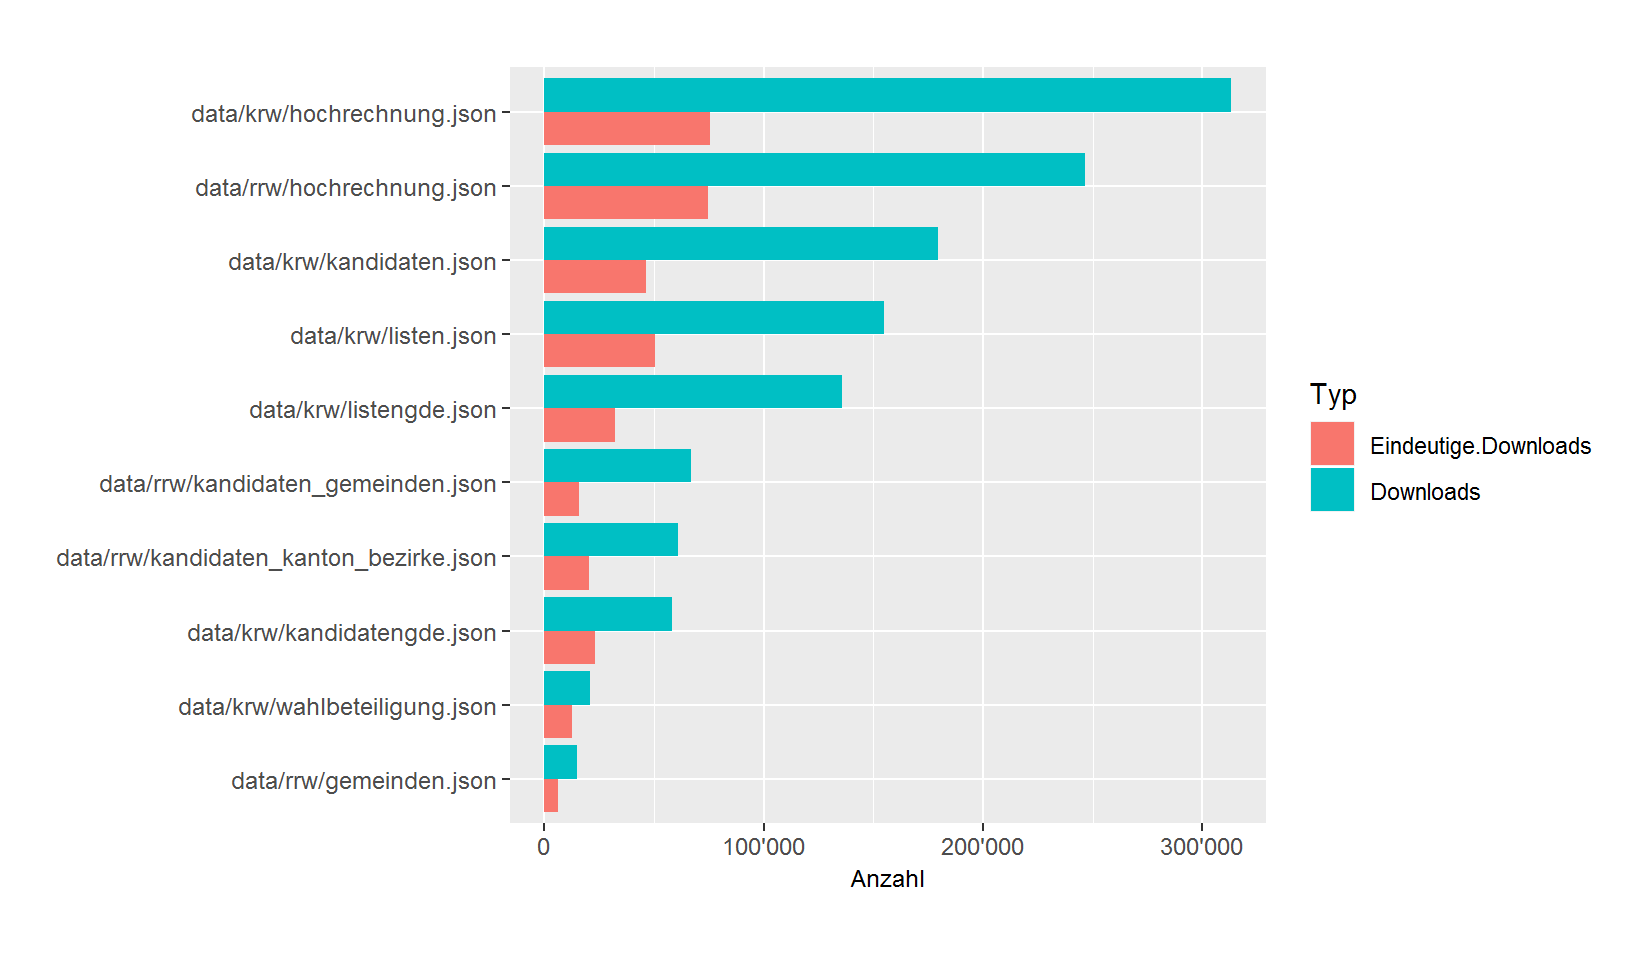 data/krw/hochrechnung.json
data/rrw/hochrechnung.json
data/krw/kandidaten.json
data/krw/listen.json
data/krw/listengde.json
data/rrw/kandidaten_gemeinden.json
data/rrw/kandidaten_kanton_bezirke.json
data/krw/kandidatengde.json
data/krw/wahlbeteiligung.json
data/rrw/gemeinden.json
0
100'000
200'000
300'000
Anzahl
Typ
Eindeutige.Downloads
Downloads